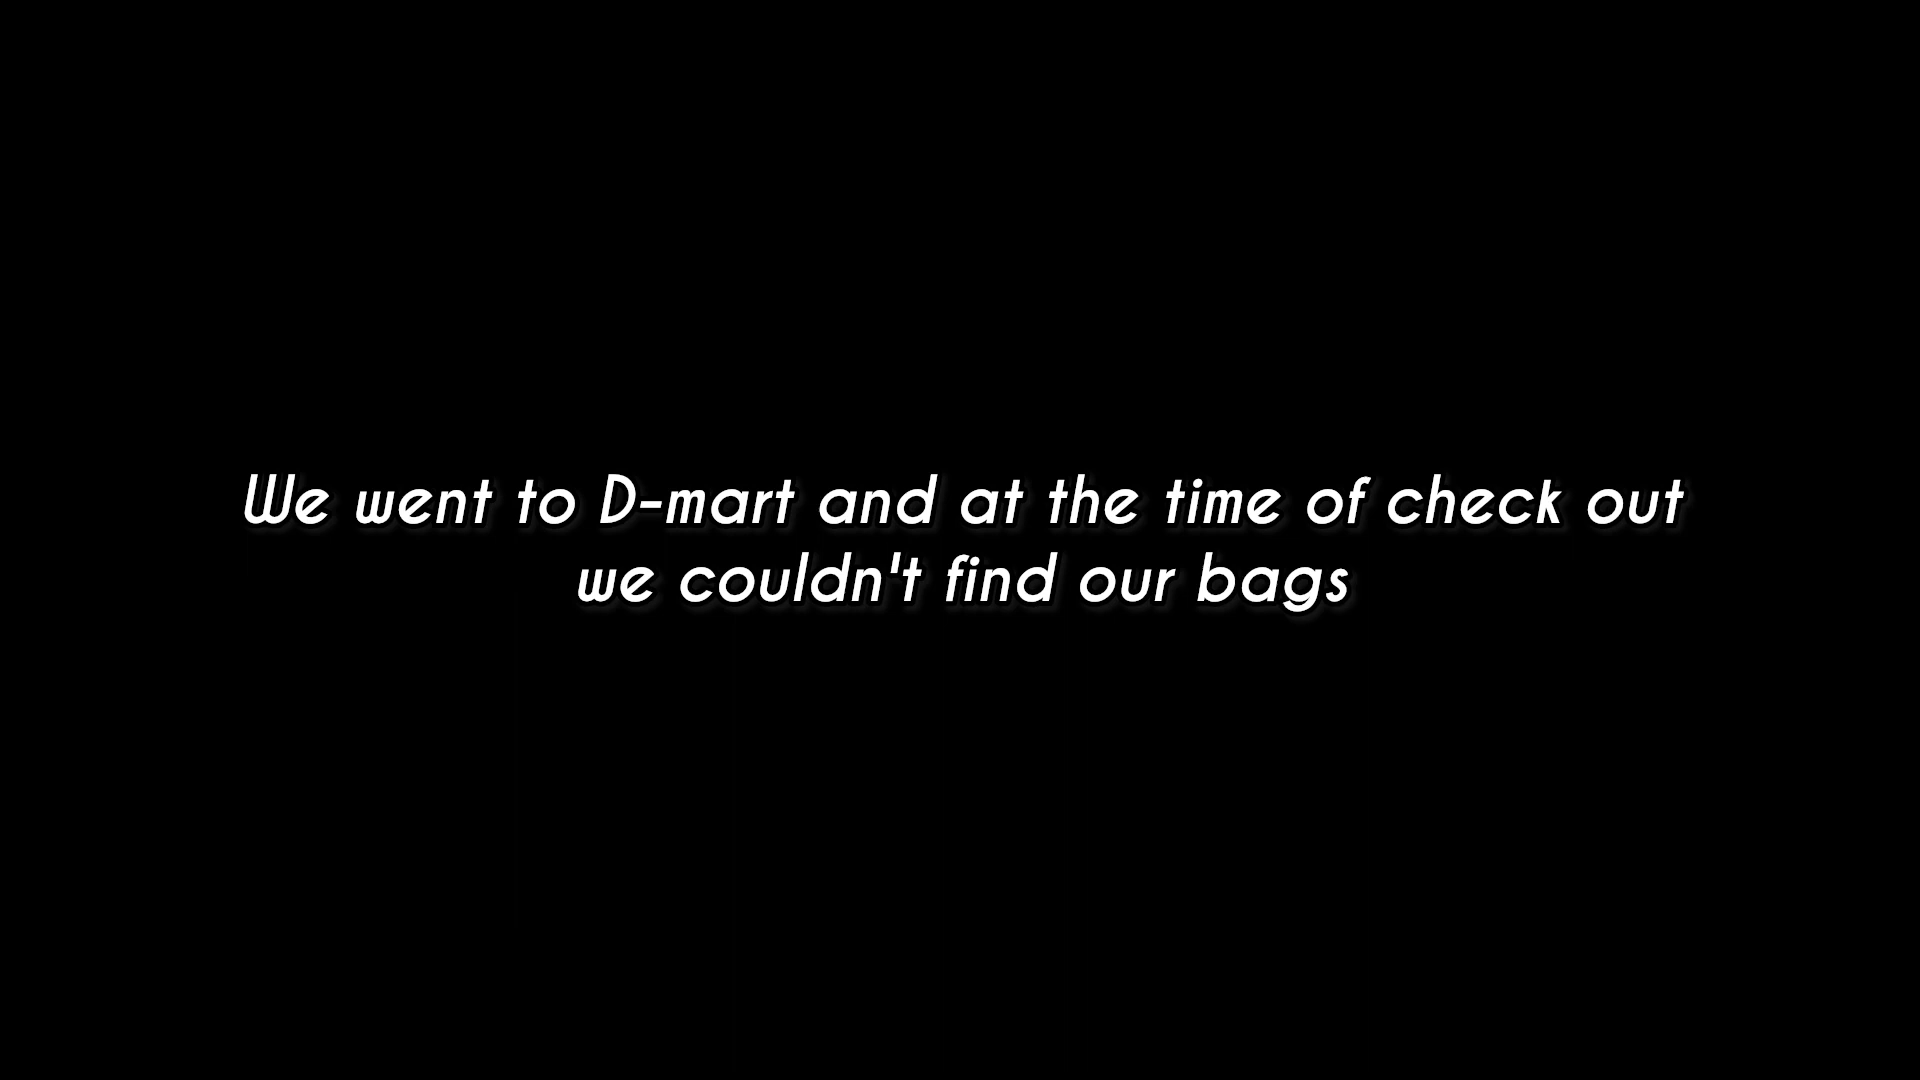 We went to D-mart and at the time of check out
we couldn't find our bags